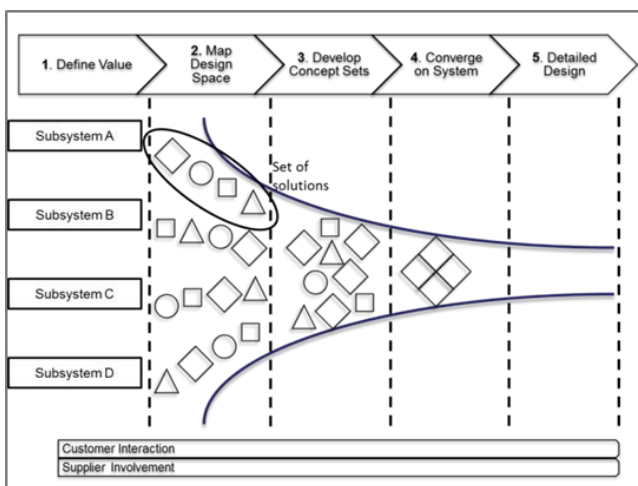 1. Define Value
2. Map
Design
Space
3. Develop
Concept Sets
4. Converge
on System
5. Detailed
Design
Subsystem A
Set of
solutions
Subsystem B
Subsystem C
Subsystem D
Customer Interaction
Supplier Involvement